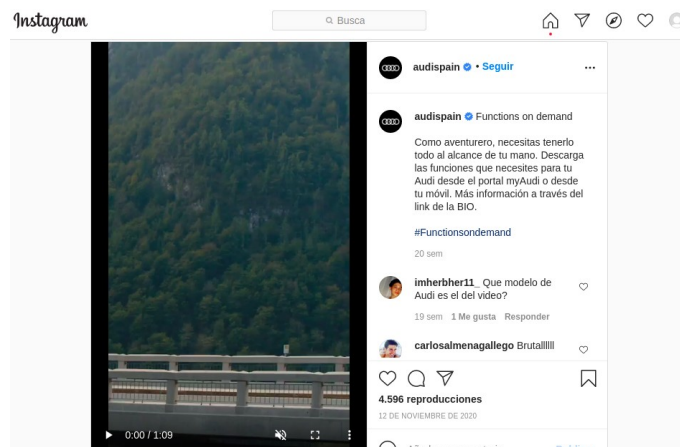 Instagram
Busca
audispain • Seguir
audispain Functions on demand
Como aventurero, necesitas tenerlo
todo al alcance de tu mano. Descarga
las funciones que necesites para tu
Audi desde el portal myAudi o desde
tu móvil. Más información a través del
link de la BIO.
#Functionsondemand
20 sem
imherbher11_ Que modelo de
Audi es el del video?
19 sem 1 Me gusta Responder
carlosalmenagallego Brutallllll
4.596 reproducciones
12 DE NOVIEMBRE DE 2020
0:00 / 1:09